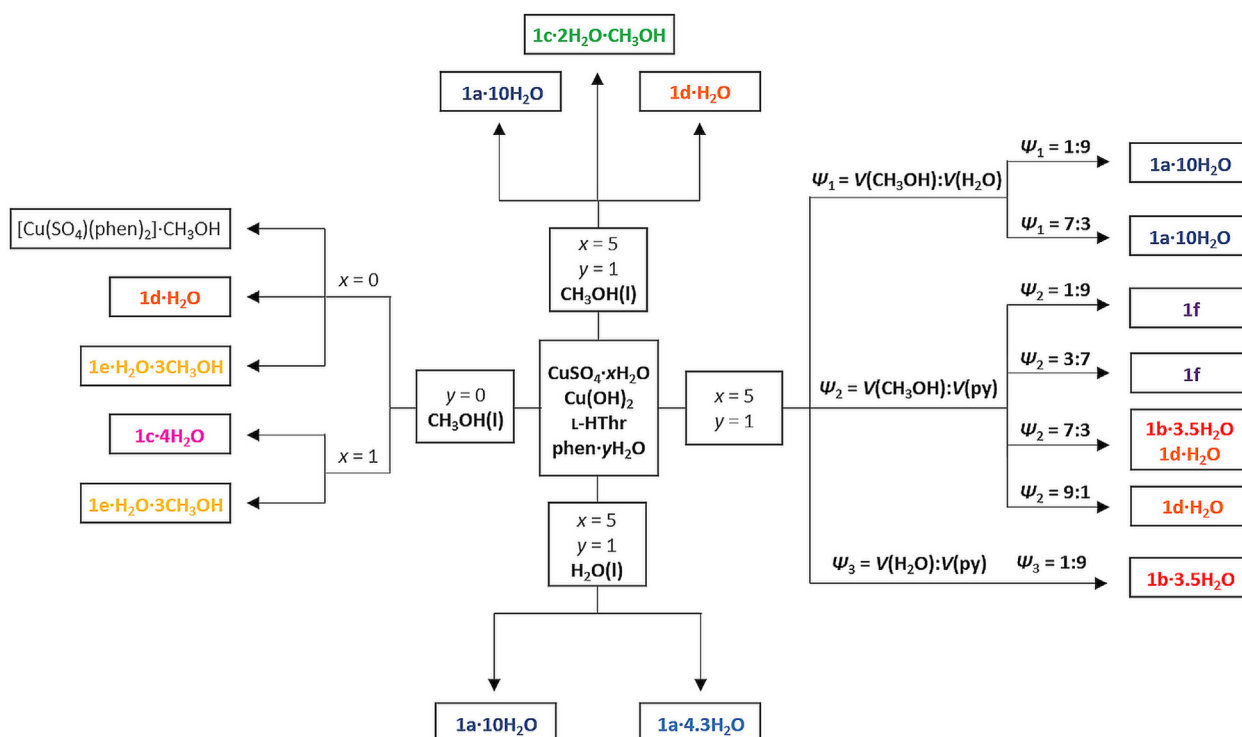 1c·2H₂O·CH₃OH
1a·10H₂O
1d·H₂O
x = 5
y = 1
CH₃OH(l)
[Cu(SO₄)(phen)₂]·CH₃OH
1d·H₂O
1e·H₂O·3CH₃OH
x = 0
1c·4H₂O
1e·H₂O·3CH₃OH
x = 1
y = 0
CH₃OH(l)
CuSO₄·xH₂O
Cu(OH)₂
L-HThr
phen·yH₂O
x = 5
y = 1
Ψ₁ = V(CH₃OH):V(H₂O)
Ψ₁ = 1:9
1a·10H₂O
Ψ₁ = 7:3
1a·10H₂O
Ψ₂ = V(CH₃OH):V(py)
Ψ₂ = 1:9
1f
Ψ₂ = 3:7
1f
Ψ₂ = 7:3
1b·3.5H₂O
1d·H₂O
Ψ₂ = 9:1
1d·H₂O
Ψ₃ = V(H₂O):V(py)
Ψ₃ = 1:9
1b·3.5H₂O
x = 5
y = 1
H₂O(l)
1a·10H₂O
1a·4.3H₂O